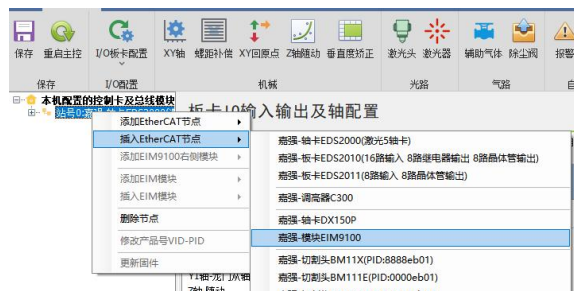 保存 重启主控 I/O板卡配置 XY轴 螺距补偿 XY回原点 Z轴随动 垂直度矫正 激光头 激光器 辅助气体 除尘阀 报警
保存 I/O配置 机械 光路 气路
本机配置的控制卡及总线模块
站号0:嘉强
板卡IO输入输出及轴配置
添加EtherCAT节点
插入EtherCAT节点
添加EIM9100右侧模块
添加EIM模块
插入EIM模块
删除节点
修改产品号VID-PID
更新固件
嘉强-轴卡EDS2000(激光5轴卡)
嘉强-板卡EDS2010(16路输入 8路继电器输出 8路晶体管输出)
嘉强-板卡EDS2011(8路输入 8路晶体管输出)
嘉强-调高器C300
嘉强-轴卡DX150P
嘉强-模块EIM9100
嘉强-切割头BM11X(PID:8888eb01)
嘉强-切割头BM111E(PID:0000eb01)